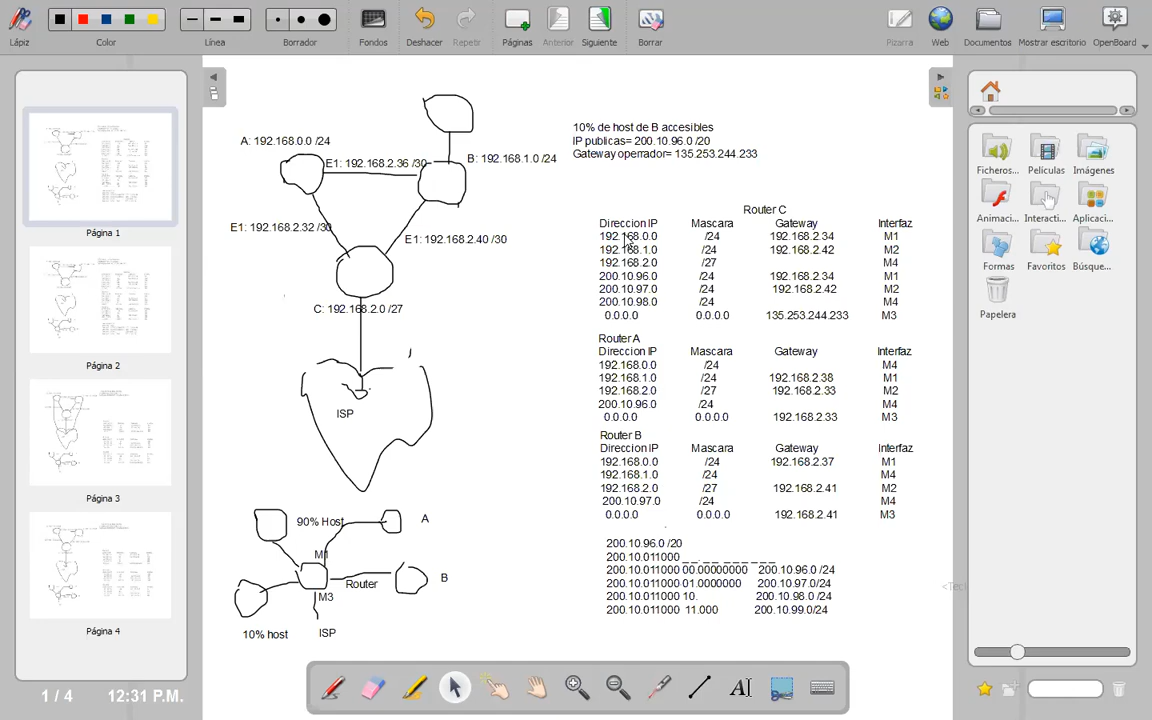 Lápiz
Color
Línea
Borrador
Fondos
Deshacer
Repetir
Páginas
Anterior
Siguiente
Borrar
Pizarra
Web
Documentos
Mostrar escritorio
OpenBoard
Página 1
Página 2
Página 3
Página 4
1 / 4
12:31 P.M.
A: 192.168.0.0 /24
E1: 192.168.2.36 /30
B: 192.168.1.0 /24
E1: 192.168.2.32 /30
E1: 192.168.2.40 /30
C: 192.168.2.0 /27
ISP
90% Host
A
M1
Router
B
M3
10% host
ISP
10% de host de B accesibles
IP publicas= 200.10.96.0 /20
Gateway operrador= 135.253.244.233
Router C
Direccion IP Mascara Gateway Interfaz
192.168.0.0 /24 192.168.2.34 M1
192.168.1.0 /24 192.168.2.42 M2
192.168.2.0 /27 M4
200.10.96.0 /24 192.168.2.34 M1
200.10.97.0 /24 192.168.2.42 M2
200.10.98.0 /24 M4
0.0.0.0 0.0.0.0 135.253.244.233 M3
Router A
Direccion IP Mascara Gateway Interfaz
192.168.0.0 /24 M4
192.168.1.0 /24 192.168.2.38 M1
192.168.2.0 /27 192.168.2.33 M2
200.10.96.0 /24 M4
0.0.0.0 0.0.0.0 192.168.2.33 M3
Router B
Direccion IP Mascara Gateway Interfaz
192.168.0.0 /24 192.168.2.37 M1
192.168.1.0 /24 M4
192.168.2.0 /27 192.168.2.41 M2
200.10.97.0 /24 M4
0.0.0.0 0.0.0.0 192.168.2.41 M3
200.10.96.0 /20
200.10.011000 _ _ _ _ _ _ _ _ _ _
200.10.011000 00.00000000 200.10.96.0 /24
200.10.011000 01.0000000 200.10.97.0/24
200.10.011000 10. 200.10.98.0 /24
200.10.011000 11.000 200.10.99.0/24
<Tec
Ficheros...
Películas
Imágenes
Animaci...
Interacti...
Aplicaci...
Formas
Favoritos
Búsque...
Papelera